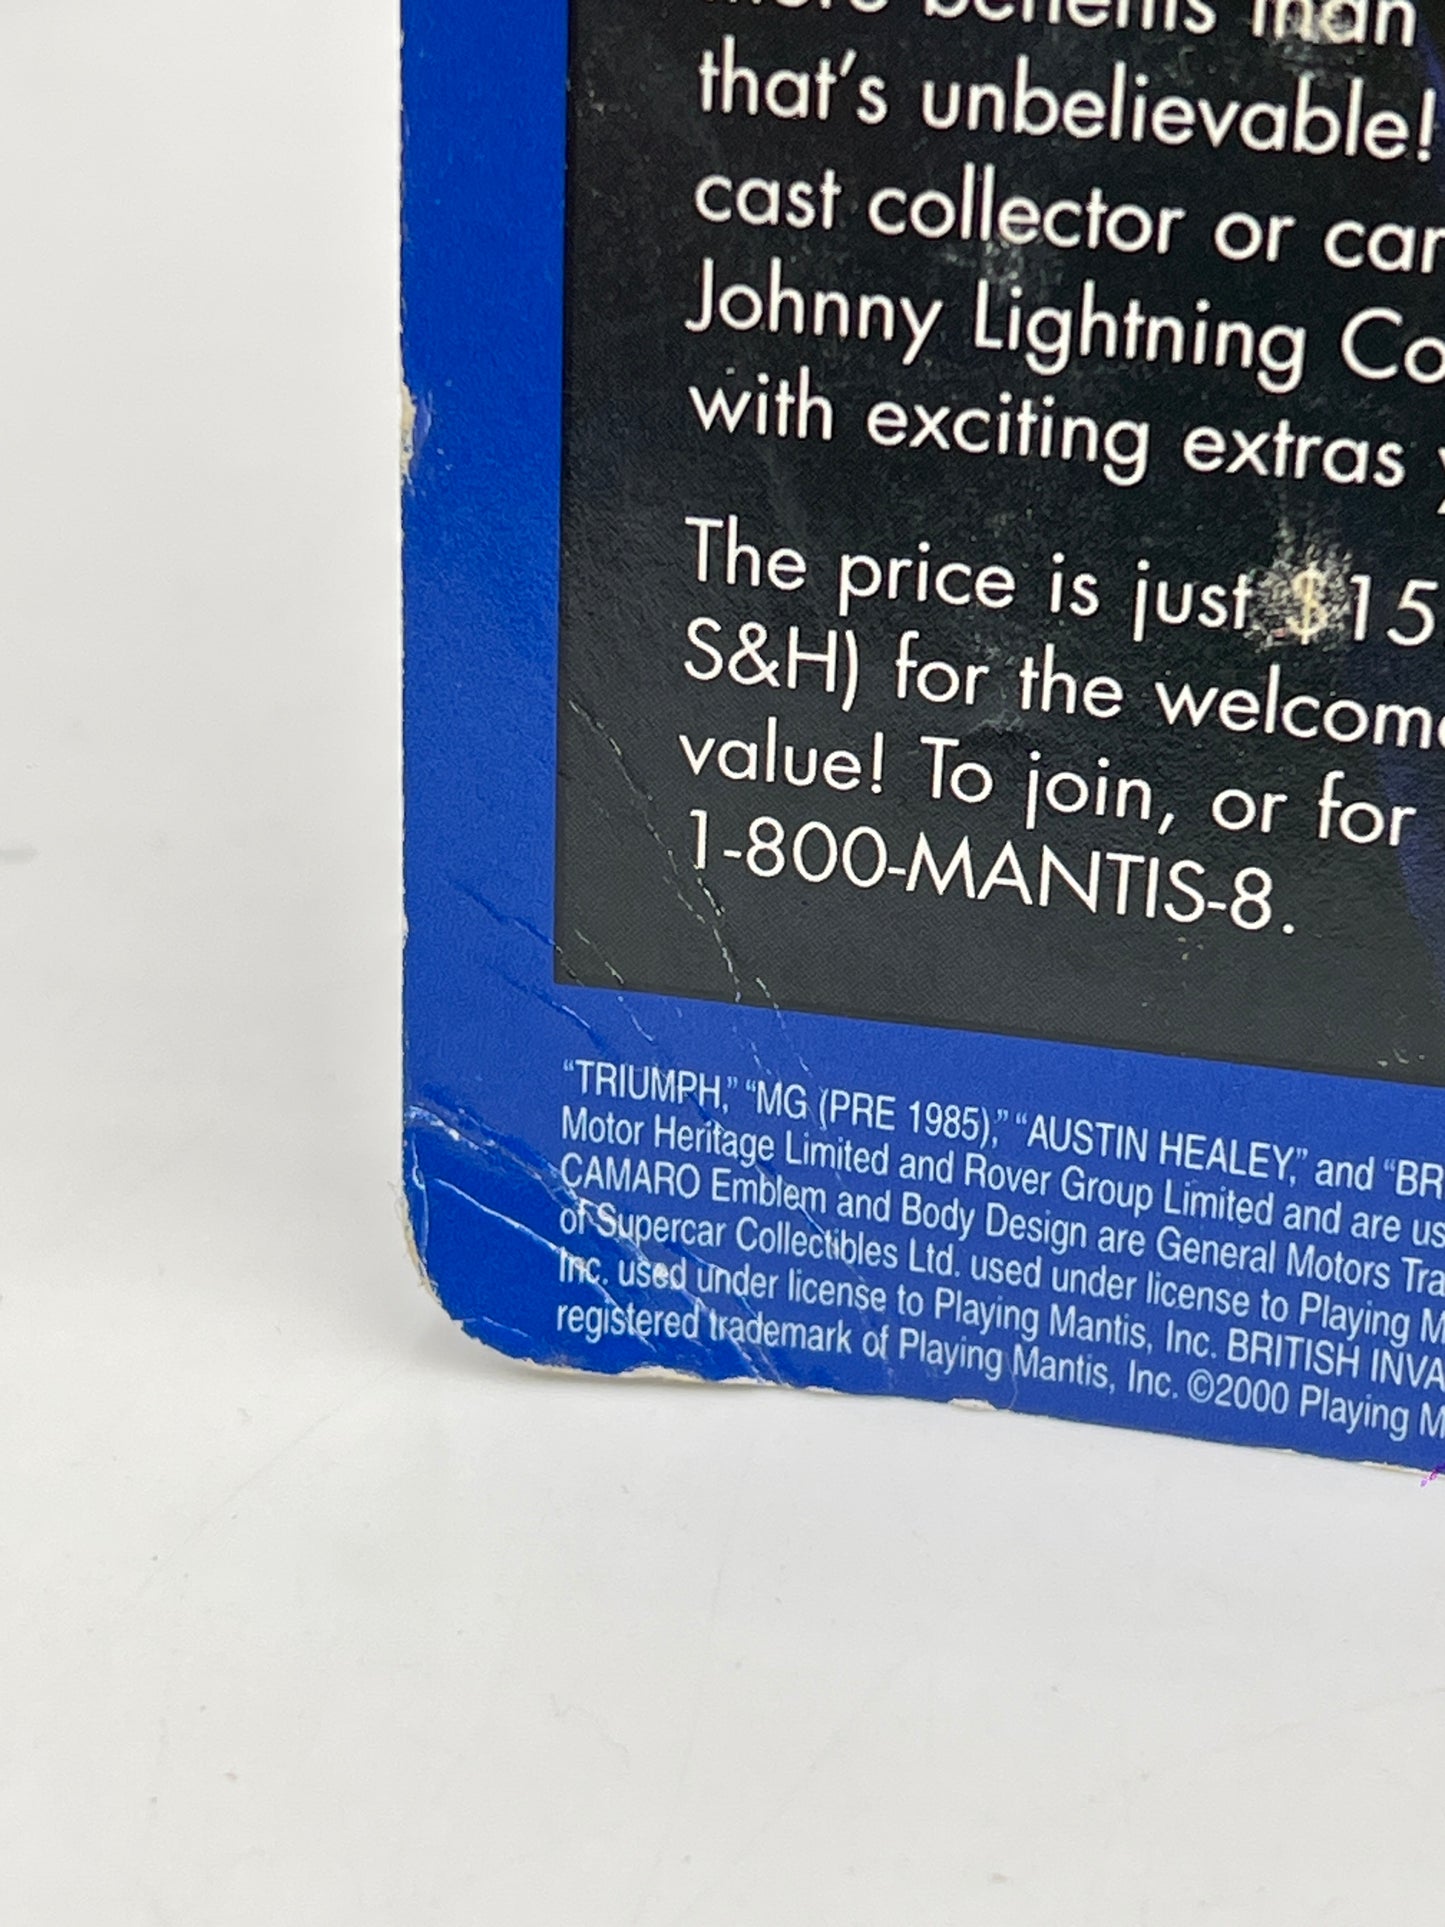 more benefits than
that's unbelievable!
cast collector or car
Johnny Lightning Co
with exciting extras
The price is just $15
S&H) for the welcome
value! To join, or for
1-800-MANTIS-8.
"TRIUMPH," "MG (PRE 1985)," "AUSTIN HEALEY," and "BR
Motor Heritage Limited and Rover Group Limited and are us
CAMARO Emblem and Body Design are General Motors Tra
of Supercar Collectibles Ltd. used under license to Playing M
Inc. used under license to Playing Mantis, Inc. BRITISH INVA
registered trademark of Playing Mantis, Inc. ©2000 Playing M